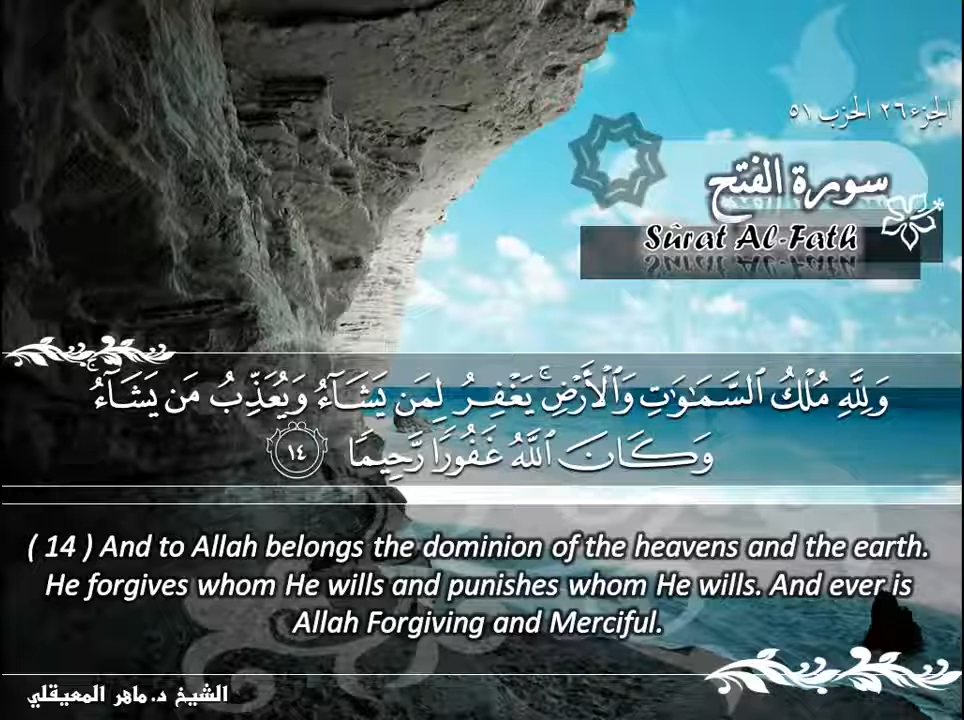 الجزء ٢٦ الحزب ٥١
سورة الفتح
Sûrat Al-Fath
وَلِلَّهِ مُلْكُ ٱلسَّمَٰوَٰتِ وَٱلْأَرْضِ ۚ يَغْفِرُ لِمَن يَشَآءُ وَيُعَذِّبُ مَن يَشَآءُ ۚ
وَكَانَ ٱللَّهُ غَفُورًا رَّحِيمًا ١٤
( 14 ) And to Allah belongs the dominion of the heavens and the earth.
He forgives whom He wills and punishes whom He wills. And ever is
Allah Forgiving and Merciful.
الشيخ د. ماهر المعيقلي